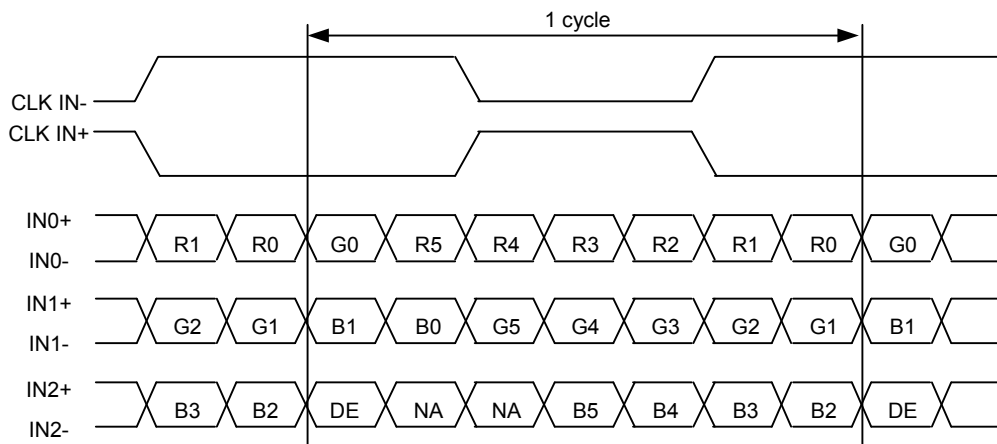 1 cycle
CLK IN-
CLK IN+
IN0+
R1 R0 G0 R5 R4 R3 R2 R1 R0 G0
IN0-
IN1+
G2 G1 B1 B0 G5 G4 G3 G2 G1 B1
IN1-
IN2+
B3 B2 DE NA NA B5 B4 B3 B2 DE
IN2-